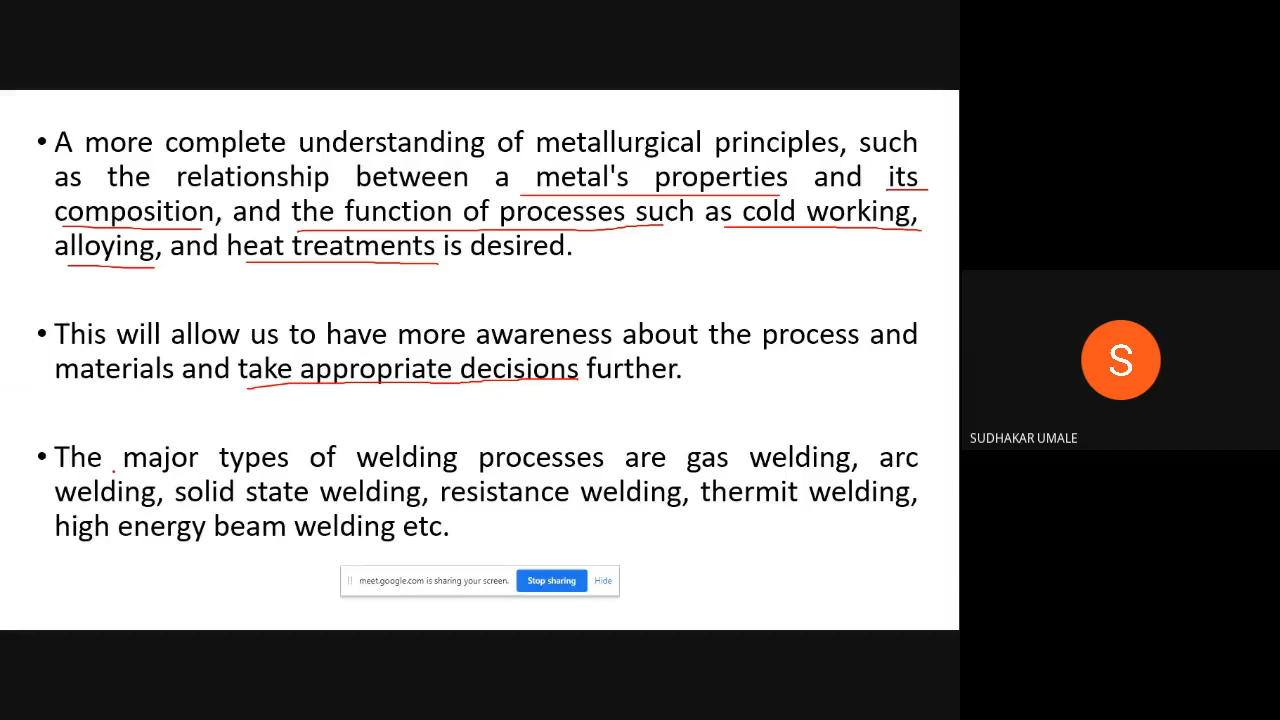 • A more complete understanding of metallurgical principles, such
as the relationship between a metal's properties and its
composition, and the function of processes such as cold working,
alloying, and heat treatments is desired.
• This will allow us to have more awareness about the process and
materials and take appropriate decisions further.
• The major types of welding processes are gas welding, arc
welding, solid state welding, resistance welding, thermit welding,
high energy beam welding etc.
meet.google.com is sharing your screen. Stop sharing Hide
S
SUDHAKAR UMALE